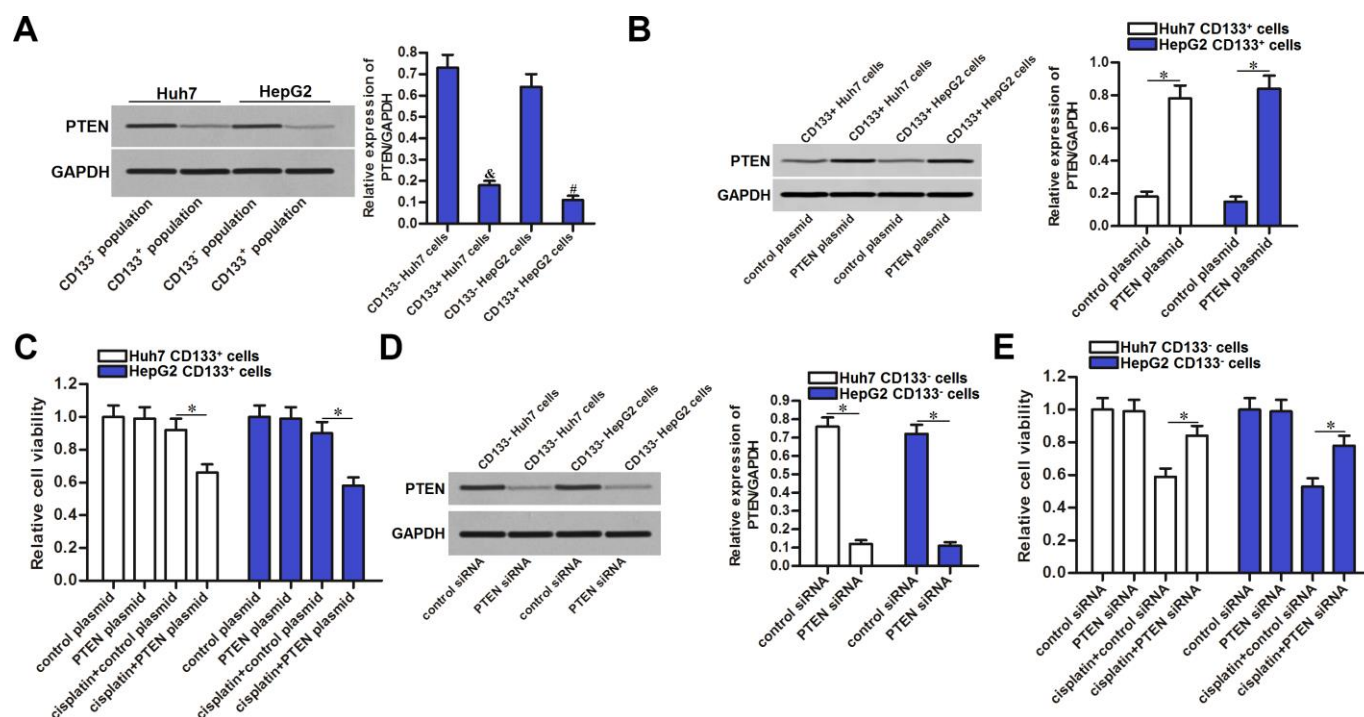 A
Huh7 HepG2
PTEN
GAPDH
CD133⁻ population
CD133⁺ population
CD133⁻ population
CD133⁺ population
Relative expression of
PTEN/GAPDH
0.8
0.7
0.6
0.5
0.4
0.3
0.2
0.1
0.0
&
#
CD133- Huh7 cells
CD133+ Huh7 cells
CD133- HepG2 cells
CD133+ HepG2 cells
B
CD133+ Huh7 cells
CD133+ Huh7 cells
CD133+ HepG2 cells
CD133+ HepG2 cells
PTEN
GAPDH
control plasmid
PTEN plasmid
control plasmid
PTEN plasmid
Huh7 CD133⁺ cells
HepG2 CD133⁺ cells
Relative expression of
PTEN/GAPDH
1.0
0.8
0.6
0.4
0.2
0.0
*
*
control plasmid
PTEN plasmid
control plasmid
PTEN plasmid
C
Huh7 CD133⁺ cells
HepG2 CD133⁺ cells
Relative cell viability
1.2
1.0
0.8
0.6
0.4
0.2
0.0
*
*
control plasmid
PTEN plasmid
cisplatin+control plasmid
cisplatin+PTEN plasmid
control plasmid
PTEN plasmid
cisplatin+control plasmid
cisplatin+PTEN plasmid
D
CD133- Huh7 cells
CD133- Huh7 cells
CD133- HepG2 cells
CD133- HepG2 cells
PTEN
GAPDH
control siRNA
PTEN siRNA
control siRNA
PTEN siRNA
Huh7 CD133⁻ cells
HepG2 CD133⁻ cells
Relative expression of
PTEN/GAPDH
0.8
0.7
0.6
0.5
0.4
0.3
0.2
0.1
0.0
*
*
control siRNA
PTEN siRNA
control siRNA
PTEN siRNA
E
Huh7 CD133⁻ cells
HepG2 CD133⁻ cells
Relative cell viability
1.2
1.0
0.8
0.6
0.4
0.2
0.0
*
*
control siRNA
PTEN siRNA
cisplatin+control siRNA
cisplatin+PTEN siRNA
control siRNA
PTEN siRNA
cisplatin+control siRNA
cisplatin+PTEN siRNA